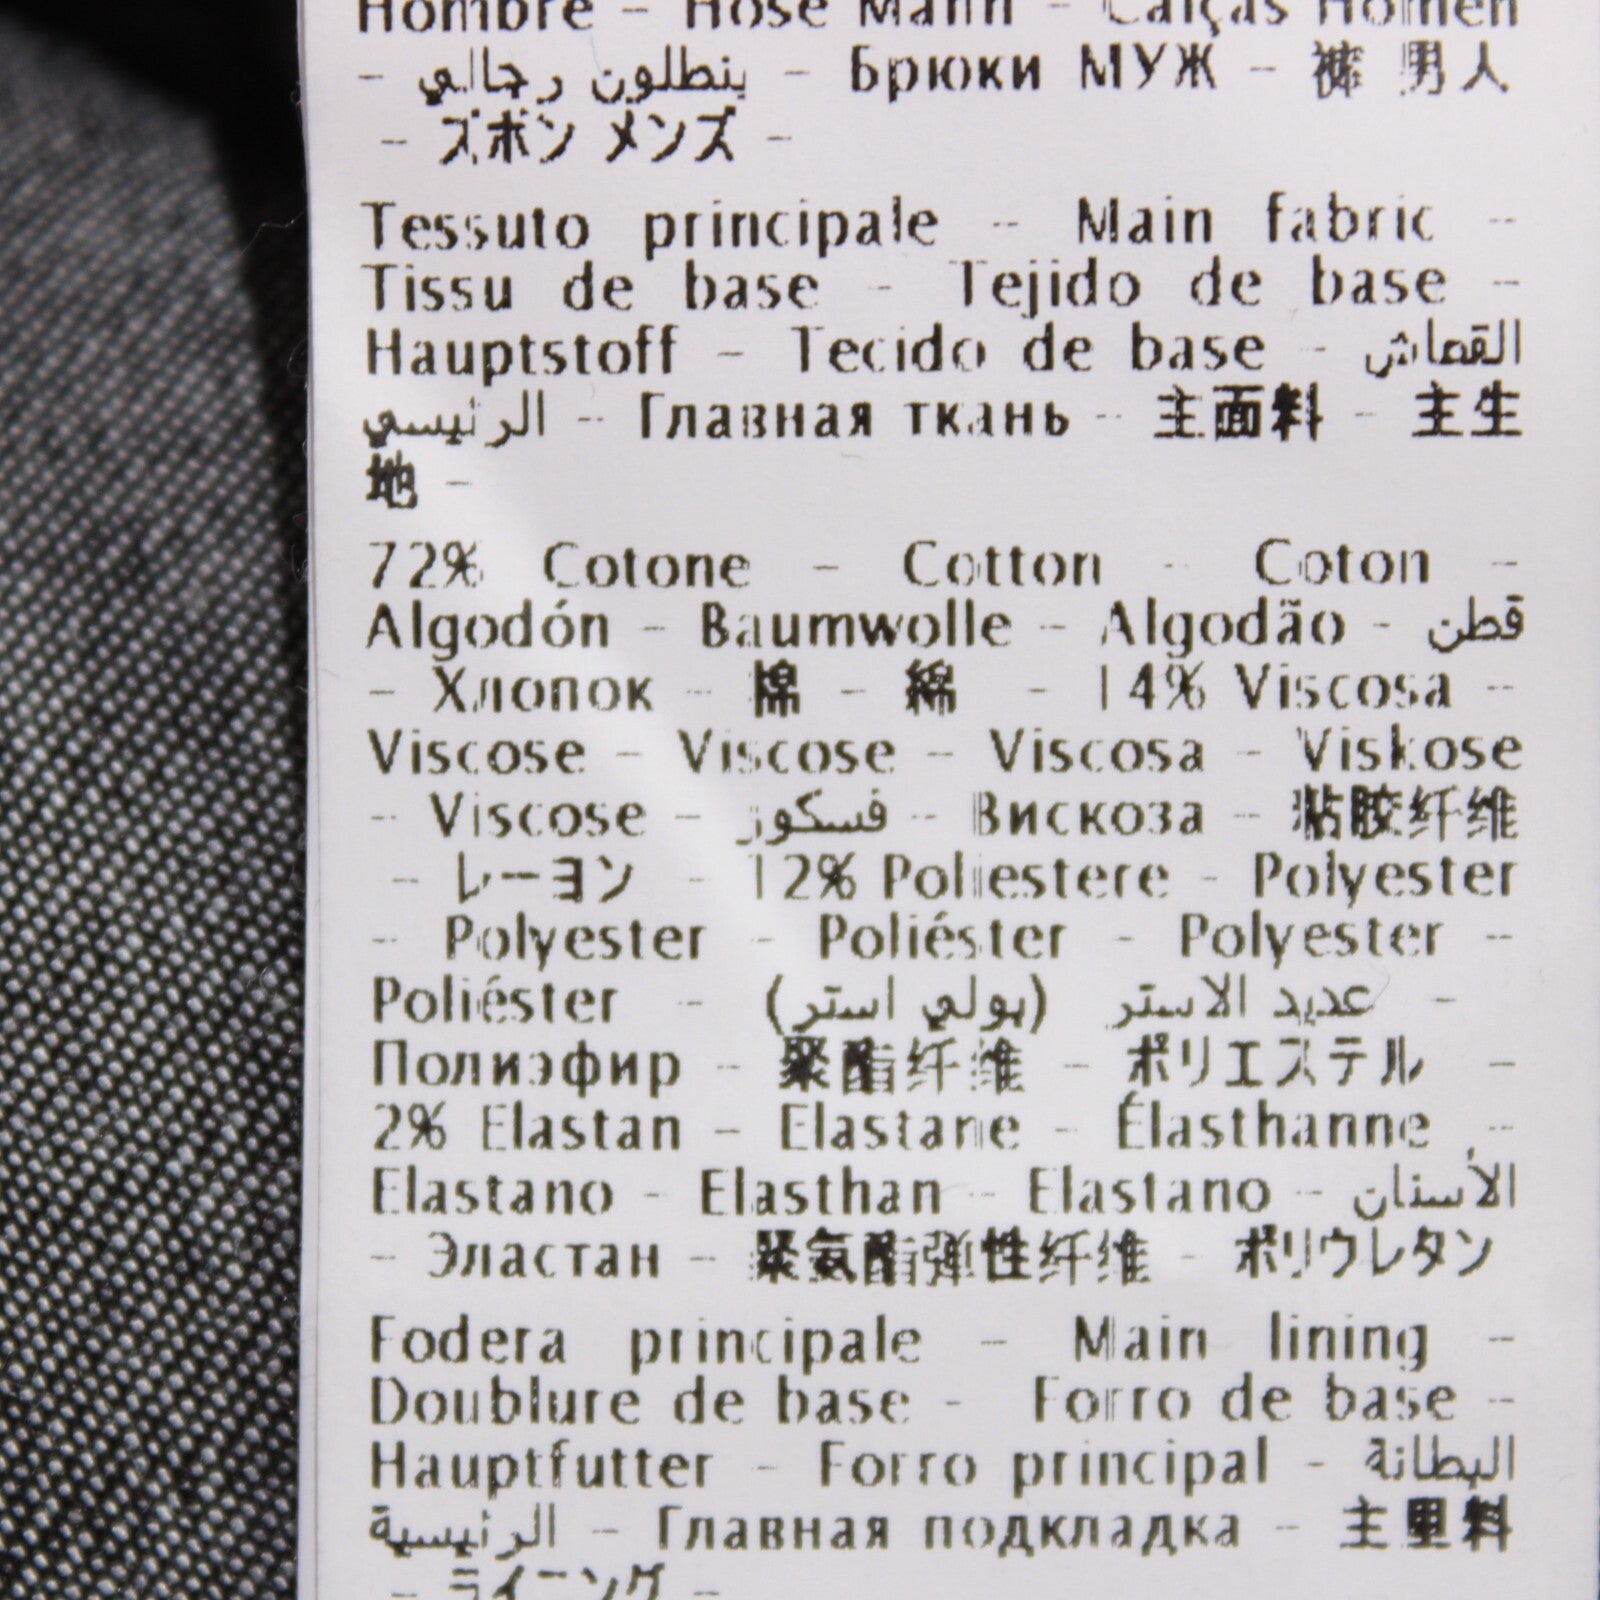 Hombre - Hose Mann - Calças Homen
- بنطلون رجالي - Брюки МУЖ - 裤 男人
- ズボン メンズ -
Tessuto principale - Main fabric -
Tissu de base - Tejido de base -
Hauptstoff - Tecido de base - القماش
الرئيسي - Главная ткань - 主面料 - 主生
地 -
72% Cotone - Cotton - Coton -
Algodón - Baumwolle - Algodão - قطن
- Хлопок - 棉 - 綿 - 14% Viscosa -
Viscose - Viscose - Viscosa - Viskose
- Viscose - فسكوز - Вискоза - 粘胶纤维
- レーヨン - 12% Poliestere - Polyester
- Polyester - Poliéster - Polyester -
Poliéster - عديد الاستر (بولي استر) -
Полиэфир - 聚酯纤维 - ポリエステル -
2% Elastan - Elastane - Élasthanne -
Elastano - Elasthan - Elastano - الأستان
- Эластан - 聚氨酯弹性纤维 - ポリウレタン
Fodera principale - Main lining -
Doublure de base - Forro de base -
Hauptfutter - Forro principal - البطانة
الرئيسية - Главная подкладка - 主里料
- ライニング -